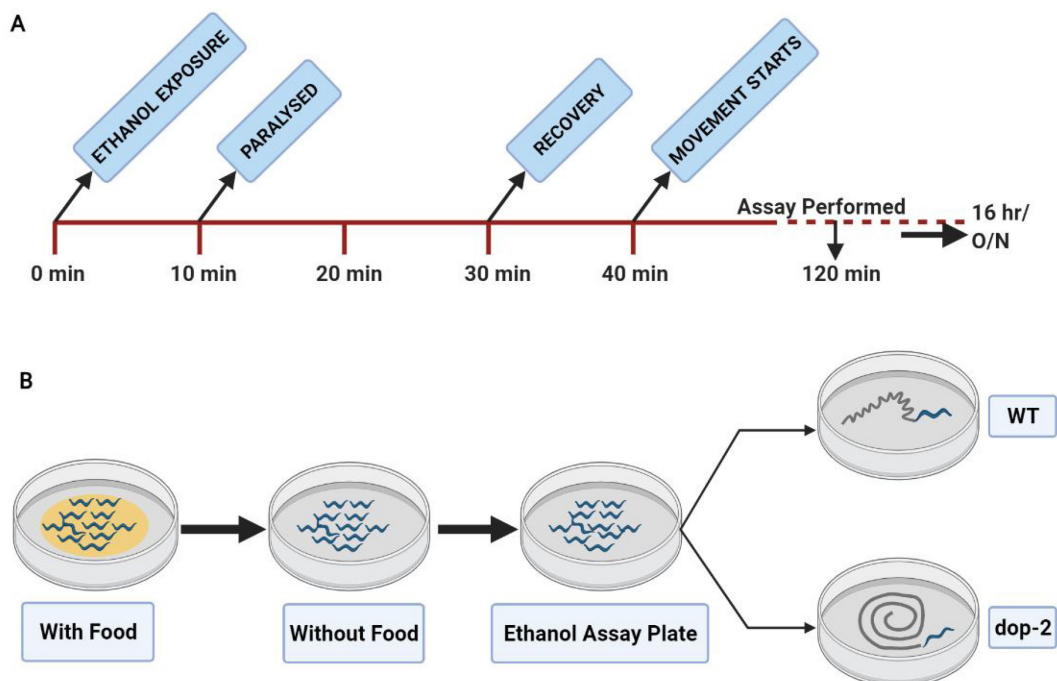 A
ETHANOL EXPOSURE
PARALYSED
RECOVERY
MOVEMENT STARTS
Assay Performed
16 hr/
O/N
0 min
10 min
20 min
30 min
40 min
120 min
B
WT
With Food
Without Food
Ethanol Assay Plate
dop-2